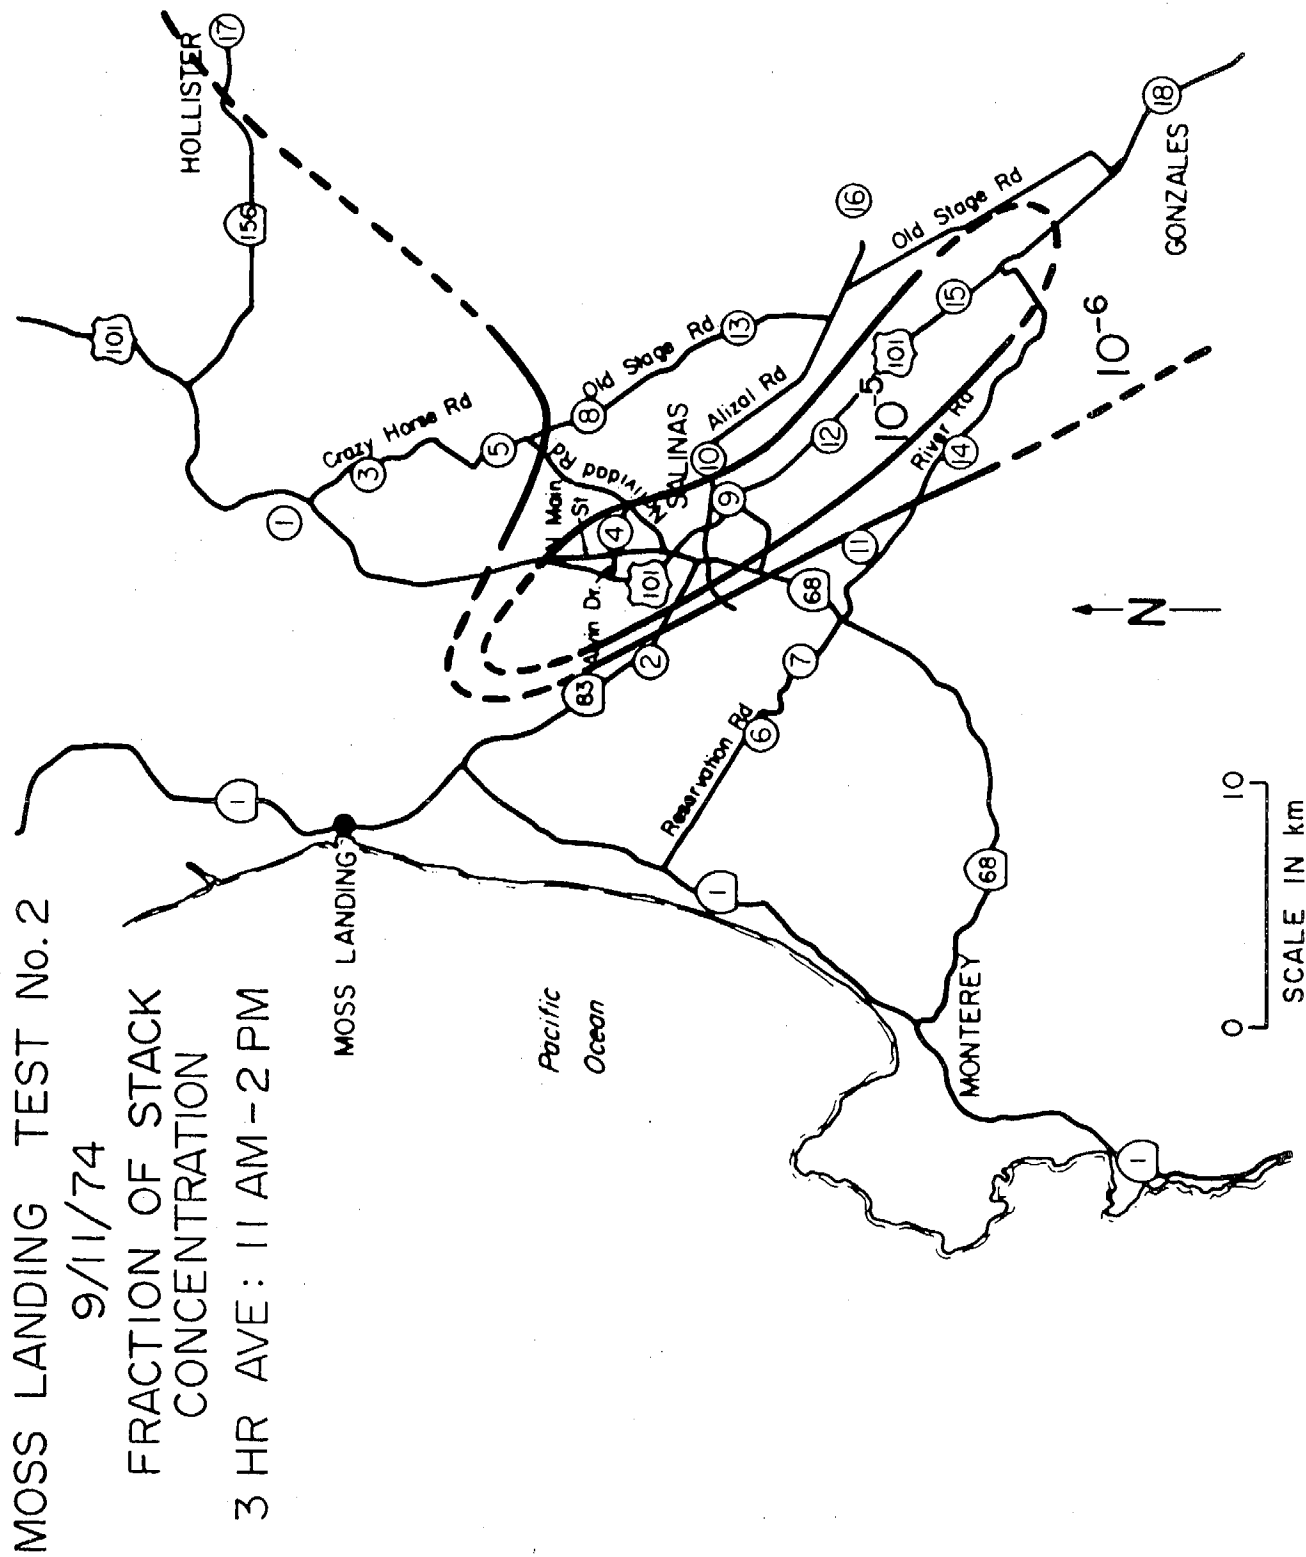 MOSS LANDING TEST No. 2
9/11/74
FRACTION OF STACK
CONCENTRATION
3 HR AVE: 11 AM-2 PM
HOLLISTER
17
156
101
1
Crazy Horse Rd
3
5
8
Old Stage Rd
13
16
Old Stage Rd
18
GONZALES
N Main
St
Natividad Rd
4
SALINAS
10
Alizal Rd
9
12
101
15
10-5
10-6
River Rd
14
11
101
Alvin Dr.
83
2
68
7
6
Reservation Rd
1
MOSS LANDING
Pacific
Ocean
1
68
MONTEREY
1
N
0 10
SCALE IN km